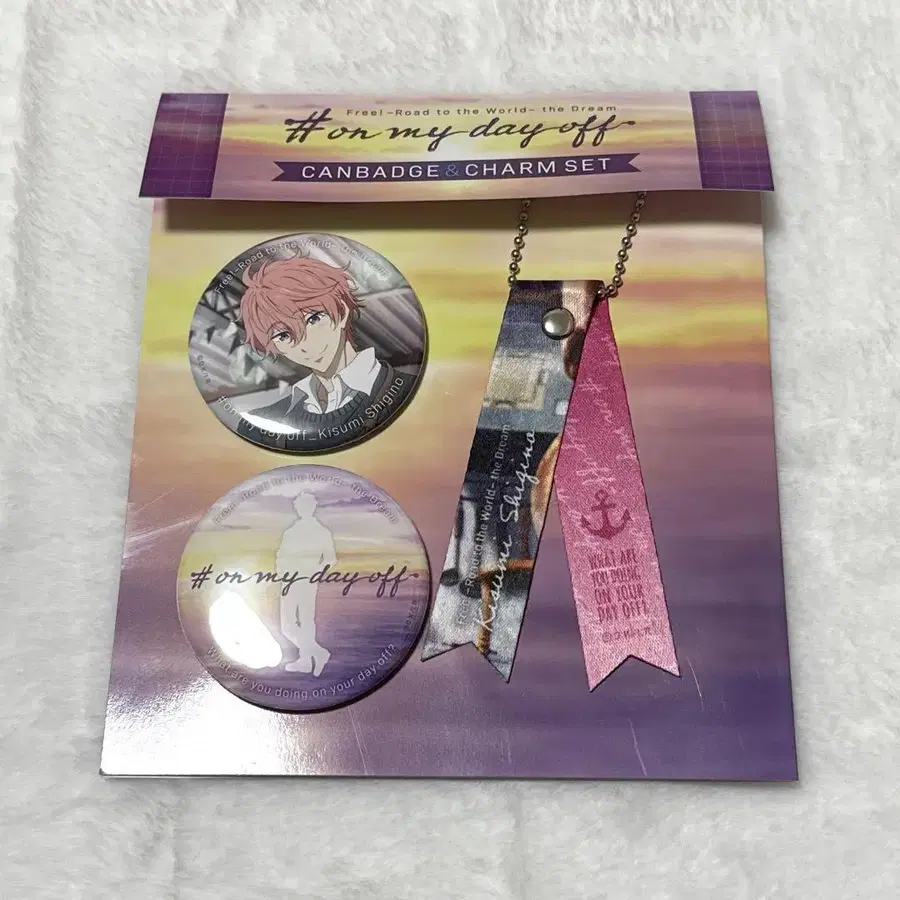 Free! –Road to the World– the Dream
#on my day off
CANBADGE & CHARM SET
Free! –Road to the World– the Dream
#on my day off_Kisumi Shigino
Free! –Road to the World– the Dream
#on my day off
What are you doing on your day off?
Free! –Road to the World– the Dream
Kisumi Shigino
WHAT ARE
YOU DOING
ON YOUR
DAY OFF?